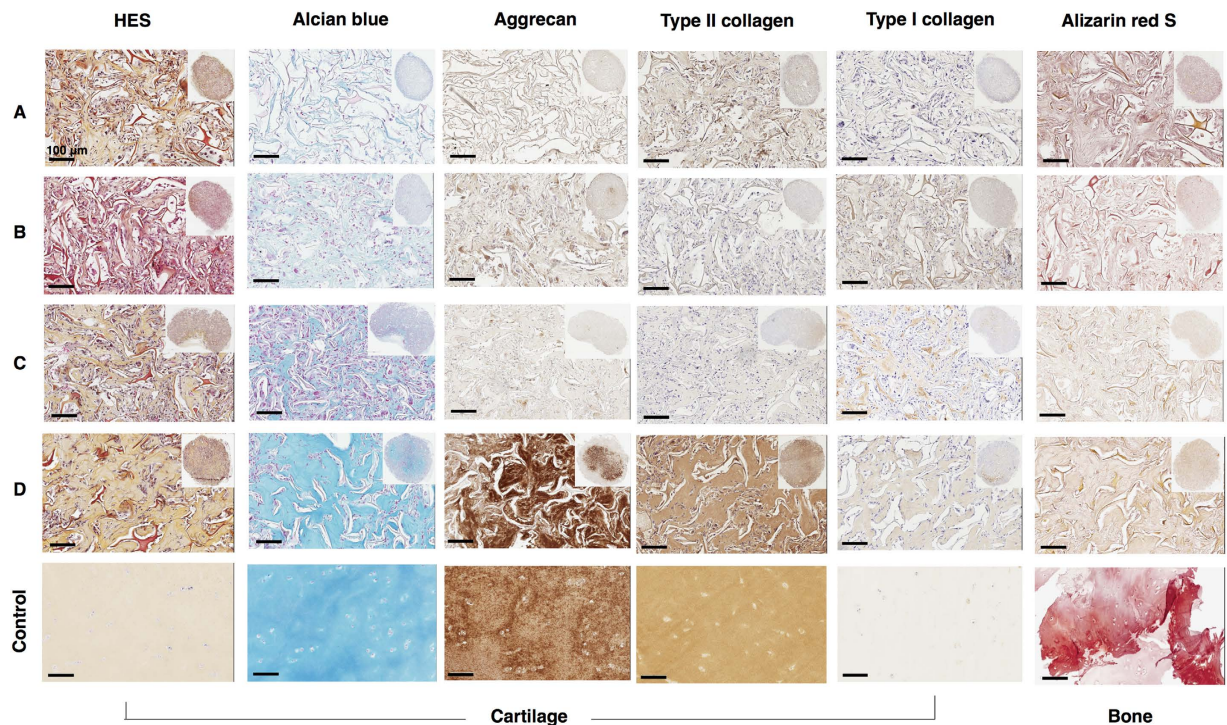 HES Alcian blue Aggrecan Type II collagen Type I collagen Alizarin red S
A
100 μm
B
C
D
Control
Cartilage Bone